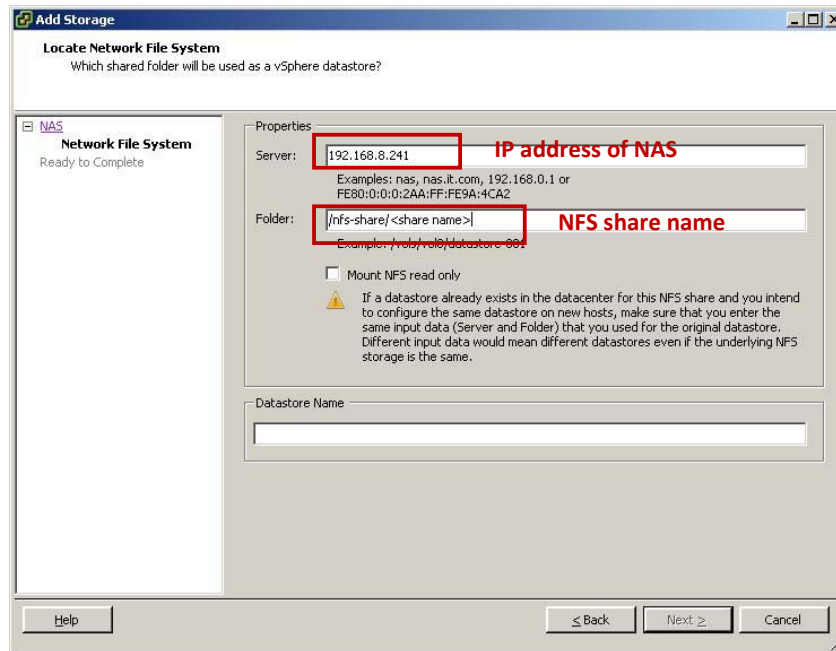 Add Storage
Locate Network File System
Which shared folder will be used as a vSphere datastore?
NAS
Network File System
Ready to Complete
Properties
Server: 192.168.8.241 IP address of NAS
Examples: nas, nas.it.com, 192.168.0.1 or
FE80:0:0:0:2AA:FF:FE9A:4CA2
Folder: /nfs-share/<share name> NFS share name
Example: /vols/vol0/datastore-001
Mount NFS read only
If a datastore already exists in the datacenter for this NFS share and you intend
to configure the same datastore on new hosts, make sure that you enter the
same input data (Server and Folder) that you used for the original datastore.
Different input data would mean different datastores even if the underlying NFS
storage is the same.
Datastore Name
Help
< Back Next > Cancel